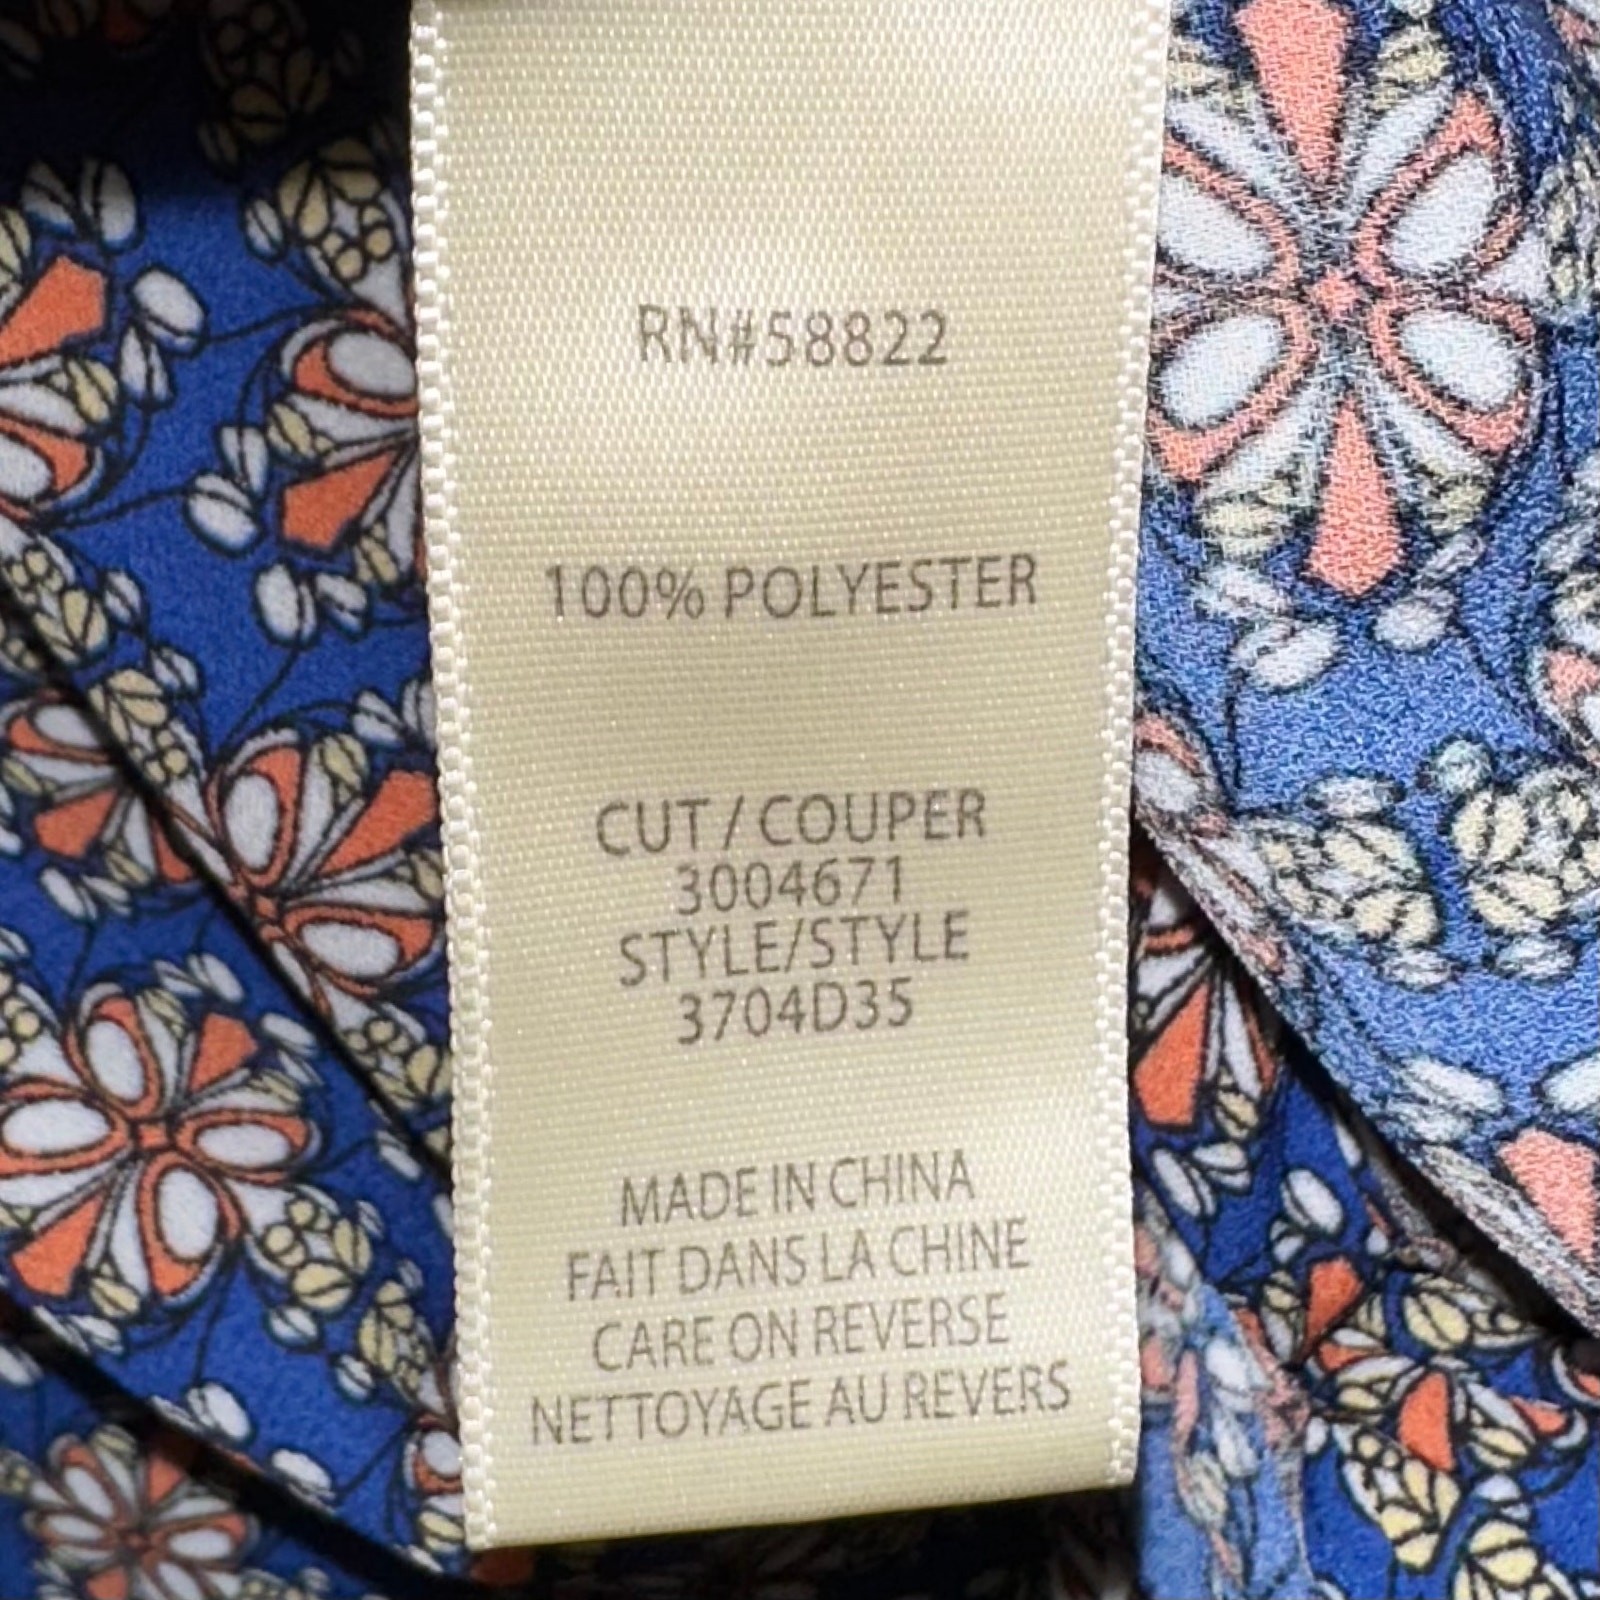 RN#58822
100% POLYESTER
CUT / COUPER
3004671
STYLE/STYLE
3704D35
MADE IN CHINA
FAIT DANS LA CHINE
CARE ON REVERSE
NETTOYAGE AU REVERS